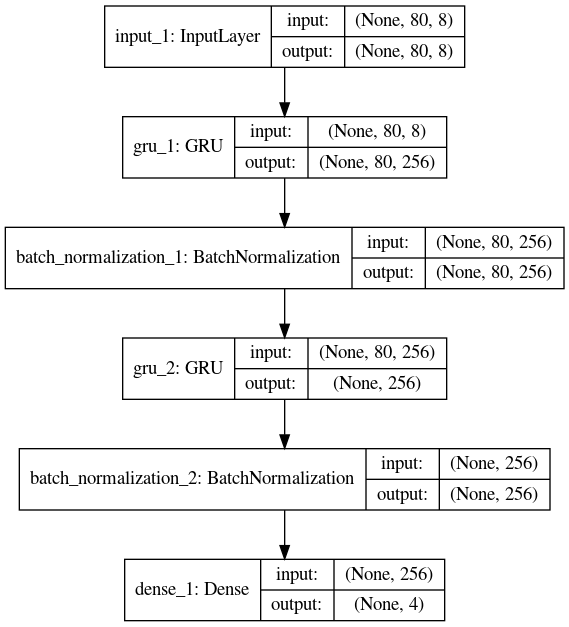 input_1: InputLayer
input: (None, 80, 8)
output: (None, 80, 8)
gru_1: GRU
input: (None, 80, 8)
output: (None, 80, 256)
batch_normalization_1: BatchNormalization
input: (None, 80, 256)
output: (None, 80, 256)
gru_2: GRU
input: (None, 80, 256)
output: (None, 256)
batch_normalization_2: BatchNormalization
input: (None, 256)
output: (None, 256)
dense_1: Dense
input: (None, 256)
output: (None, 4)